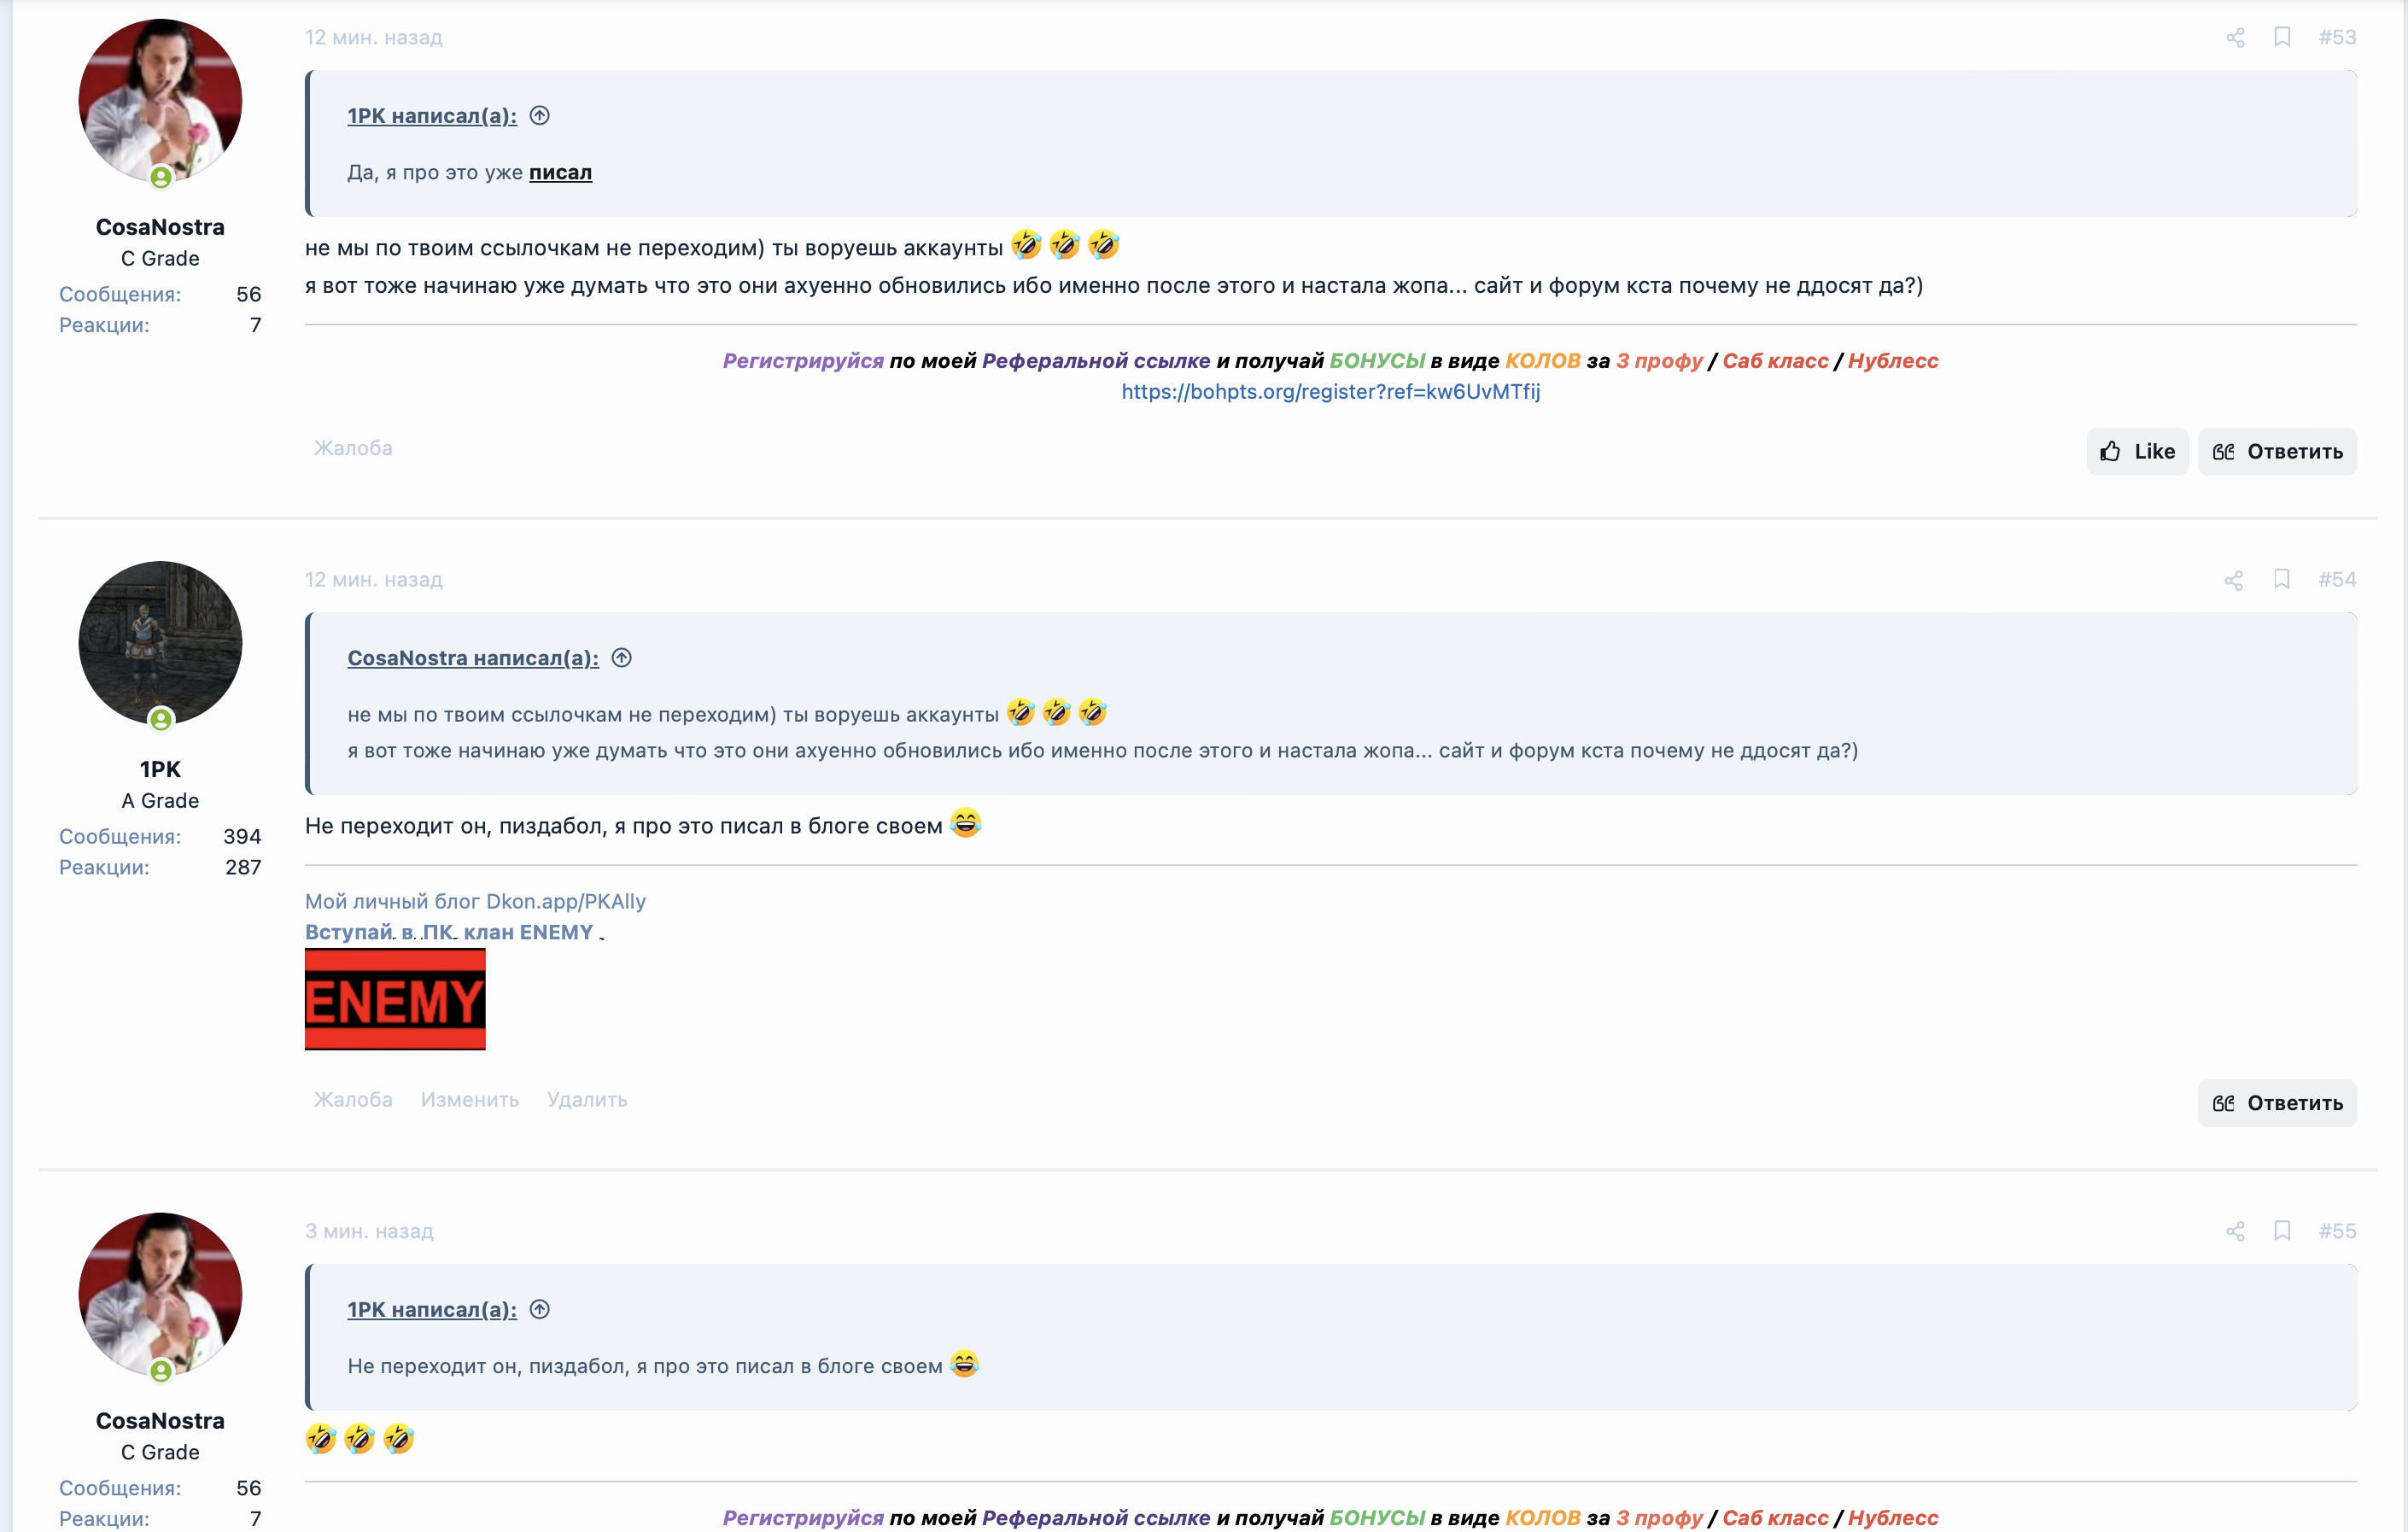 12 мин. назад
#53
1PK написал(а):
Да, я про это уже писал
CosaNostra
C Grade
Сообщения: 56
Реакции: 7
не мы по твоим ссылочкам не переходим) ты воруешь аккаунты 🤣 🤣 🤣
я вот тоже начинаю уже думать что это они ахуенно обновились ибо именно после этого и настала жопа... сайт и форум кста почему не ддосят да?)
Регистрируйся по моей Реферальной ссылке и получай БОНУСЫ в виде КОЛОВ за 3 профу / Саб класс / Нублесс
https://bohpts.org/register?ref=kw6UvMTfij
Жалоба
Like
Ответить
12 мин. назад
#54
CosaNostra написал(а):
не мы по твоим ссылочкам не переходим) ты воруешь аккаунты 🤣 🤣 🤣
я вот тоже начинаю уже думать что это они ахуенно обновились ибо именно после этого и настала жопа... сайт и форум кста почему не ддосят да?)
1PK
A Grade
Сообщения: 394
Реакции: 287
Не переходит он, пиздабол, я про это писал в блоге своем 😂
Мой личный блог Dkon.app/PKAlly
Вступай в ПК клан ENEMY
ENEMY
Жалоба Изменить Удалить
Ответить
3 мин. назад
#55
1PK написал(а):
Не переходит он, пиздабол, я про это писал в блоге своем 😂
CosaNostra
C Grade
Сообщения: 56
Реакции: 7
🤣 🤣 🤣
Регистрируйся по моей Реферальной ссылке и получай БОНУСЫ в виде КОЛОВ за 3 профу / Саб класс / Нублесс